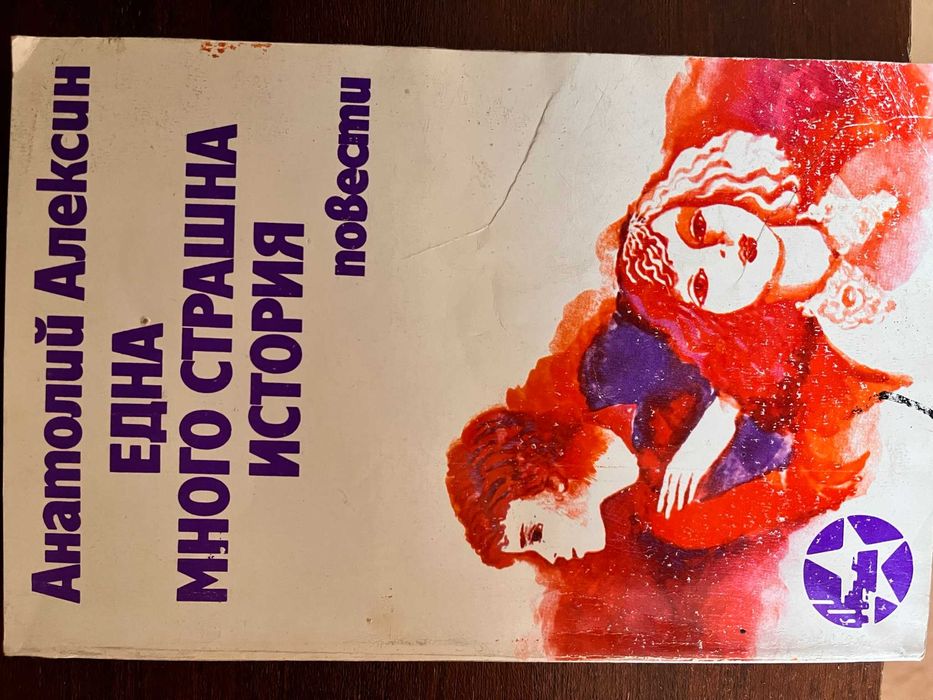 Анатолий Алексин
ЕДНА
МНОГО СТРАШНА
ИСТОРИЯ
повести